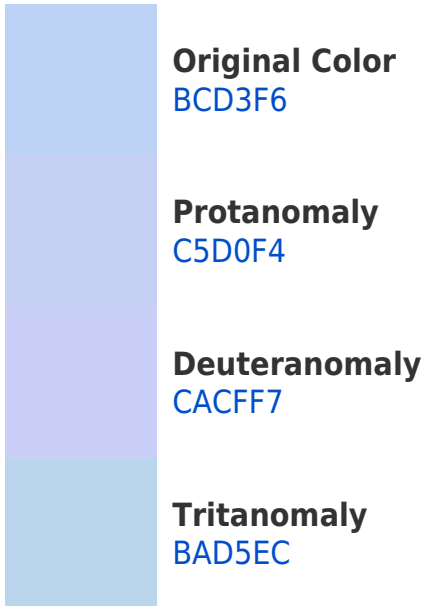 Original Color
BCD3F6
Protanomaly
C5D0F4
Deuteranomaly
CACFF7
Tritanomaly
BAD5EC